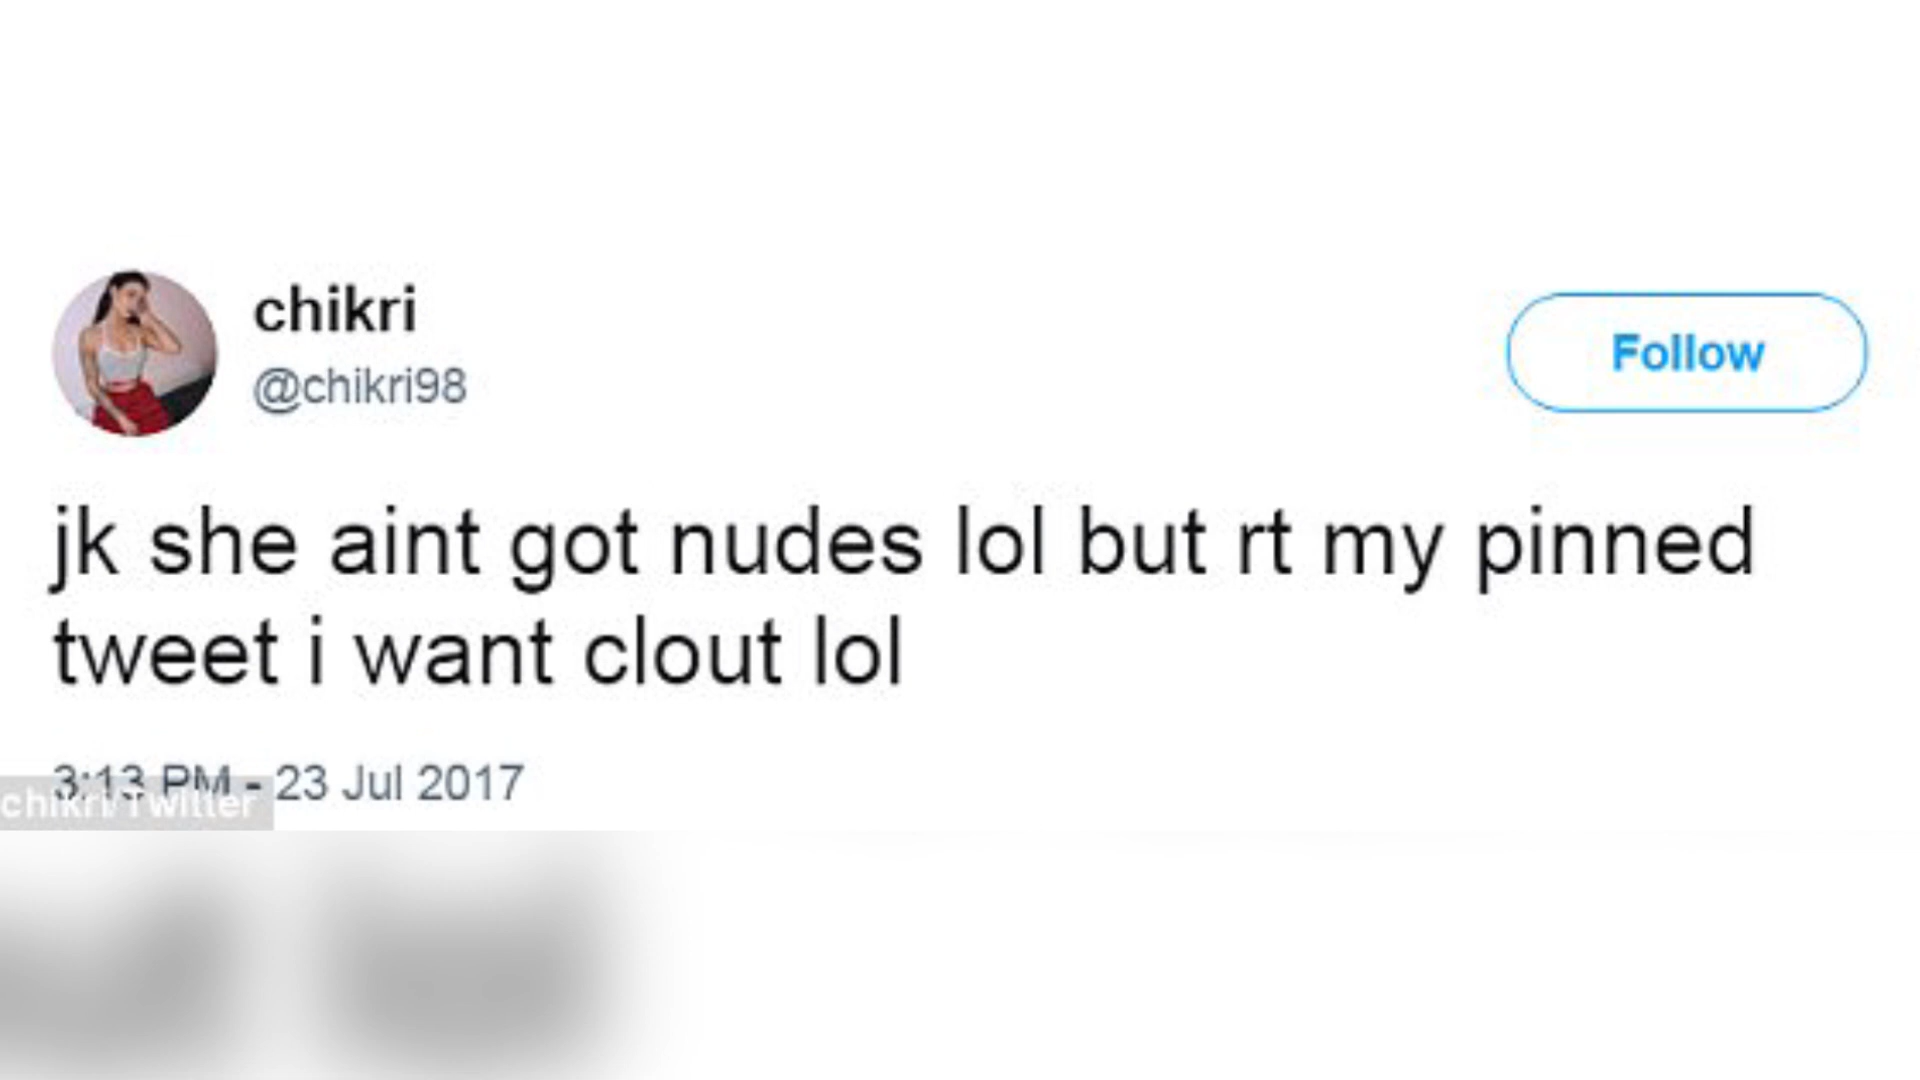 chikri
@chikri98
Follow
jk she aint got nudes lol but rt my pinned
tweet i want clout lol
3:13 PM - 23 Jul 2017
chikri/Twitter